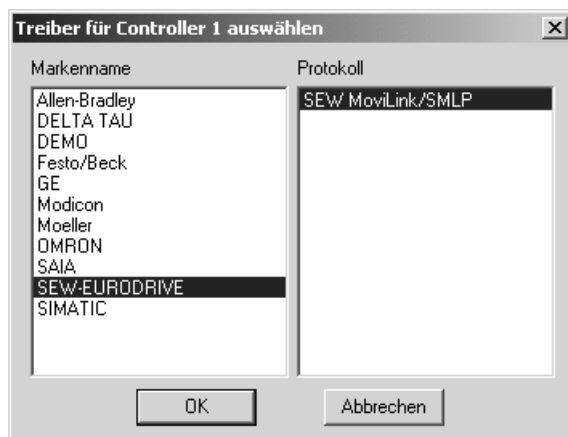 Treiber für Controller 1 auswählen
Markenname
Protokoll
Allen-Bradley
DELTA TAU
DEMO
Festo/Beck
GE
Modicon
Moeller
OMRON
SAIA
SEW-EURODRIVE
SIMATIC
SEW MoviLink/SMLP
OK
Abbrechen